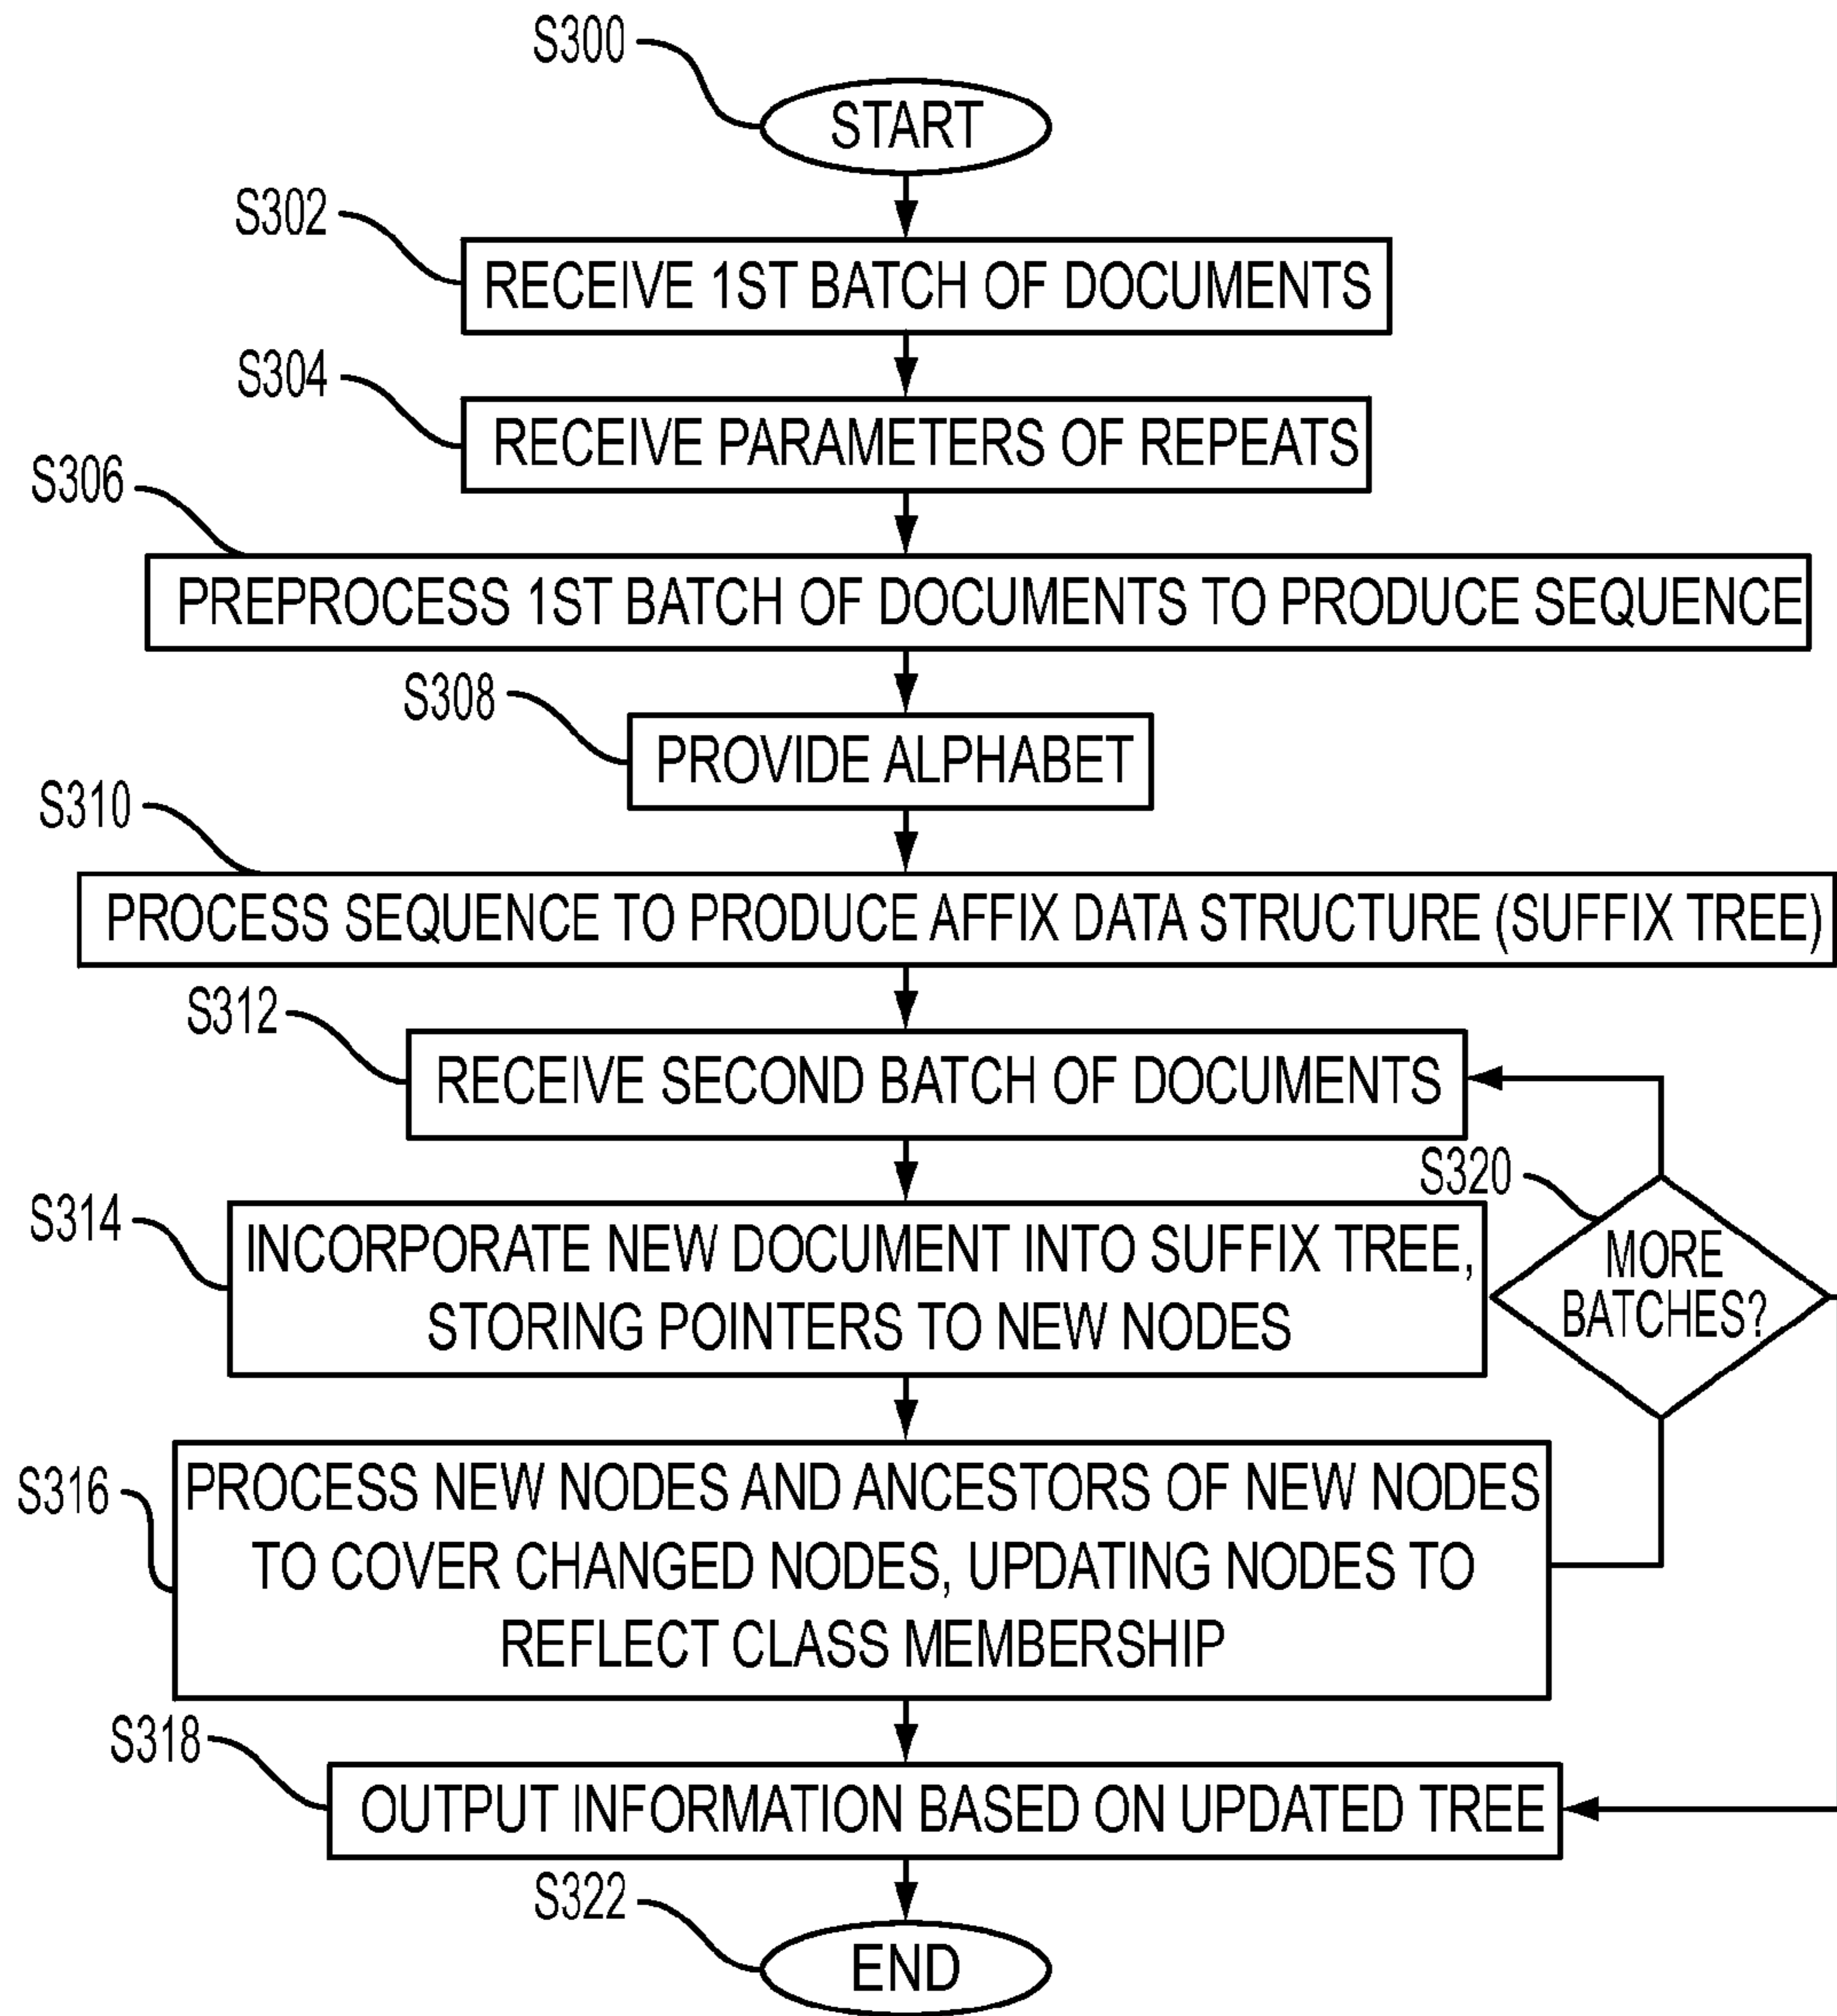 S300
START
S302
RECEIVE 1ST BATCH OF DOCUMENTS
S304
RECEIVE PARAMETERS OF REPEATS
S306
PREPROCESS 1ST BATCH OF DOCUMENTS TO PRODUCE SEQUENCE
S308
PROVIDE ALPHABET
S310
PROCESS SEQUENCE TO PRODUCE AFFIX DATA STRUCTURE (SUFFIX TREE)
S312
RECEIVE SECOND BATCH OF DOCUMENTS
S314
INCORPORATE NEW DOCUMENT INTO SUFFIX TREE,
STORING POINTERS TO NEW NODES
S320
MORE
BATCHES?
S316
PROCESS NEW NODES AND ANCESTORS OF NEW NODES
TO COVER CHANGED NODES, UPDATING NODES TO
REFLECT CLASS MEMBERSHIP
S318
OUTPUT INFORMATION BASED ON UPDATED TREE
S322
END